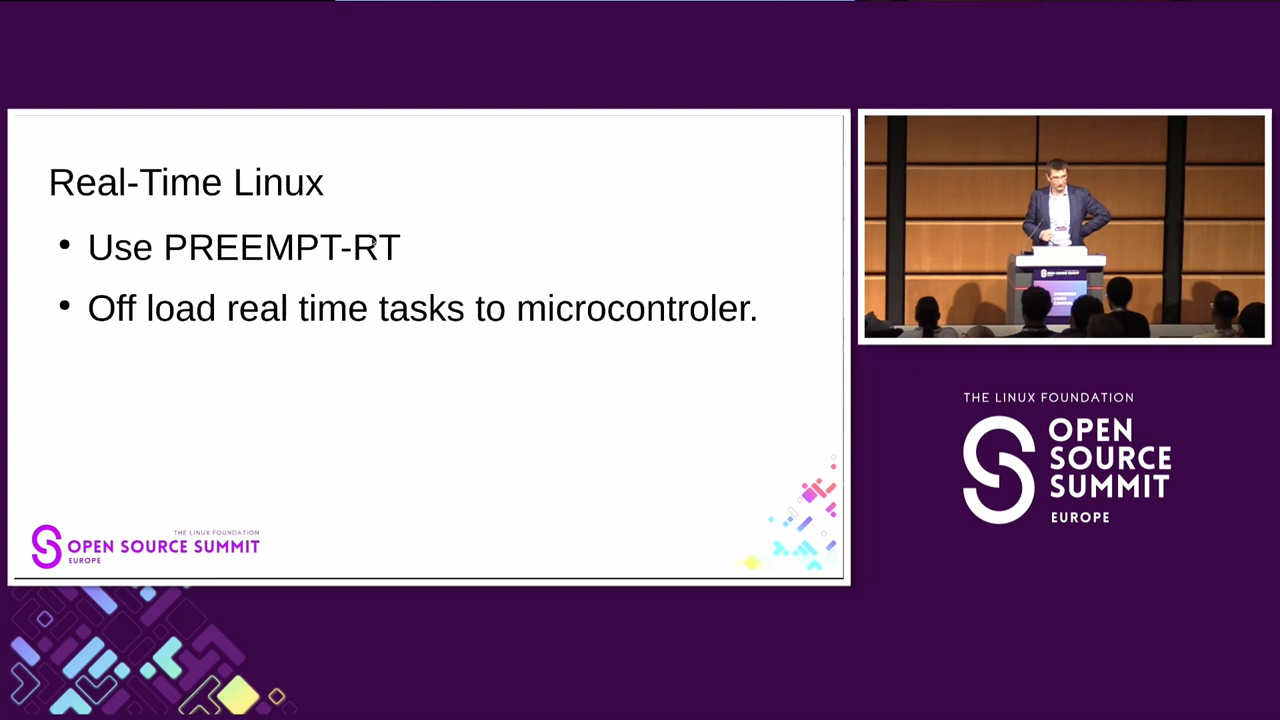 Real-Time Linux
• Use PREEMPT-RT
• Off load real time tasks to microcontroler.
THE LINUX FOUNDATION
OPEN SOURCE SUMMIT
EUROPE
THE LINUX FOUNDATION
OPEN
SOURCE
SUMMIT
EUROPE